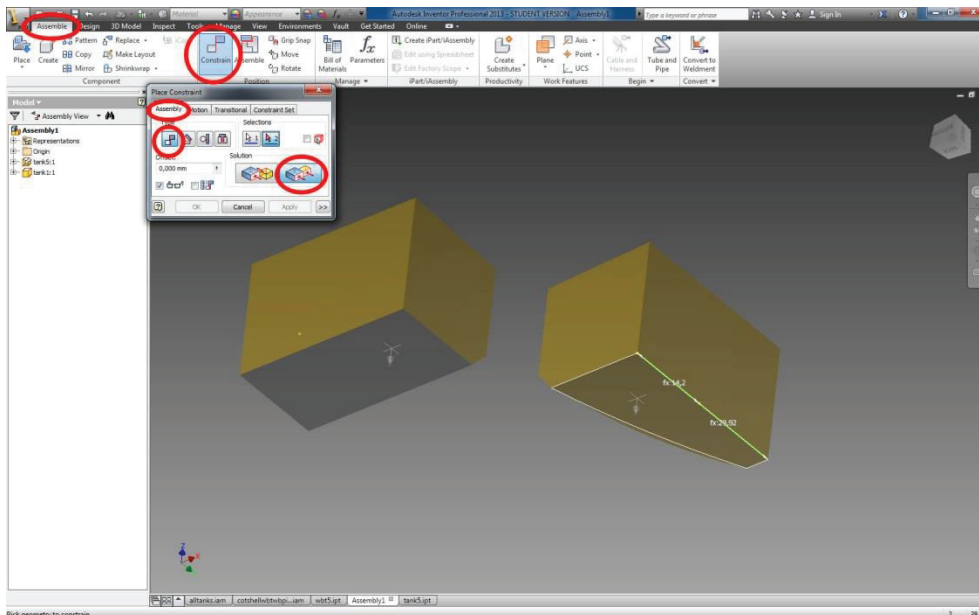 Material
Appearance
Autodesk Inventor Professional 2013 - STUDENT VERSION - Assembly1
Type a keyword or phrase
Sign In
Assemble Design 3D Model Inspect Tools Manage View Environments Vault Get Started Online
Place
Create
Pattern
Copy
Mirror
Replace
Make Layout
Shrinkwrap
Component
Constrain
Assemble
Grip Snap
Move
Rotate
Position
Bill of Materials
Parameters
Manage
Create iPart/iAssembly
Edit using Spreadsheet
Edit Factory Scope
iPart/iAssembly
Create Substitutes
Productivity
Plane
Axis
Point
UCS
Work Features
Cable and Harness
Tube and Pipe
Begin
Convert to Weldment
Convert
Model
Assembly View
Assembly1
Representations
Origin
tank5:1
tank1:1
Place Constraint
Assembly Motion Transitional Constraint Set
Selections
1 2
Solution
0,000 mm
OK Cancel Apply >>
fx:14,2
fx:29,92
Z
X
alltanks.iam cotshellwbtwbpi...iam wbt5.ipt Assembly1 tank5.ipt
Pick geometry to constrain